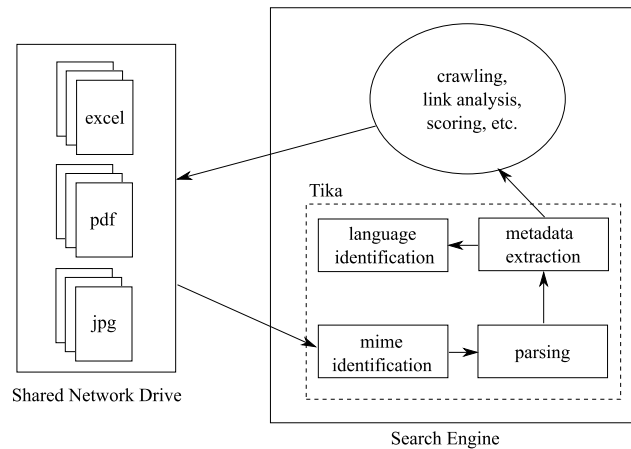 excel
pdf
jpg
Shared Network Drive
crawling,
link analysis,
scoring, etc.
Tika
language
identification
metadata
extraction
mime
identification
parsing
Search Engine